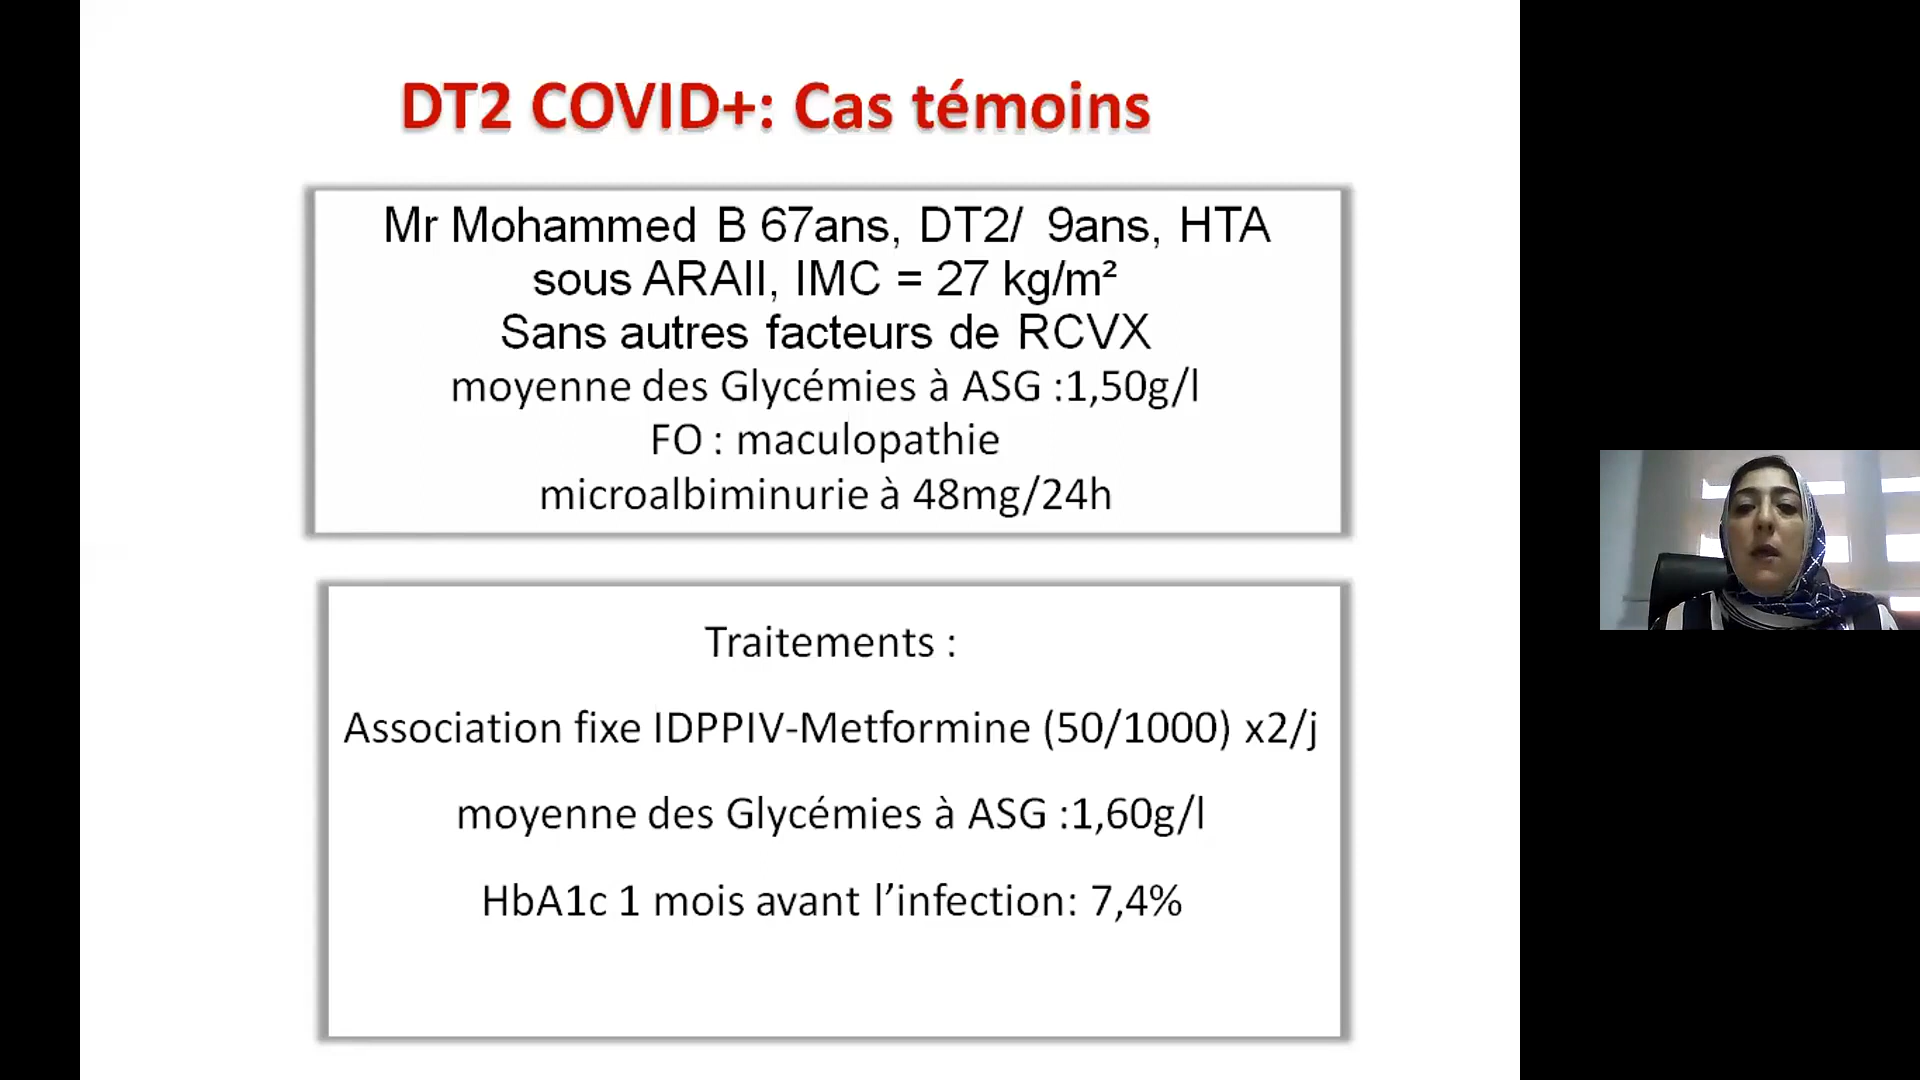 DT2 COVID+: Cas témoins
Mr Mohammed B 67ans, DT2/ 9ans, HTA
sous ARAII, IMC = 27 kg/m²
Sans autres facteurs de RCVX
moyenne des Glycémies à ASG :1,50g/l
FO : maculopathie
microalbiminurie à 48mg/24h
Traitements :
Association fixe IDPPIV-Metformine (50/1000) x2/j
moyenne des Glycémies à ASG :1,60g/l
HbA1c 1 mois avant l’infection: 7,4%